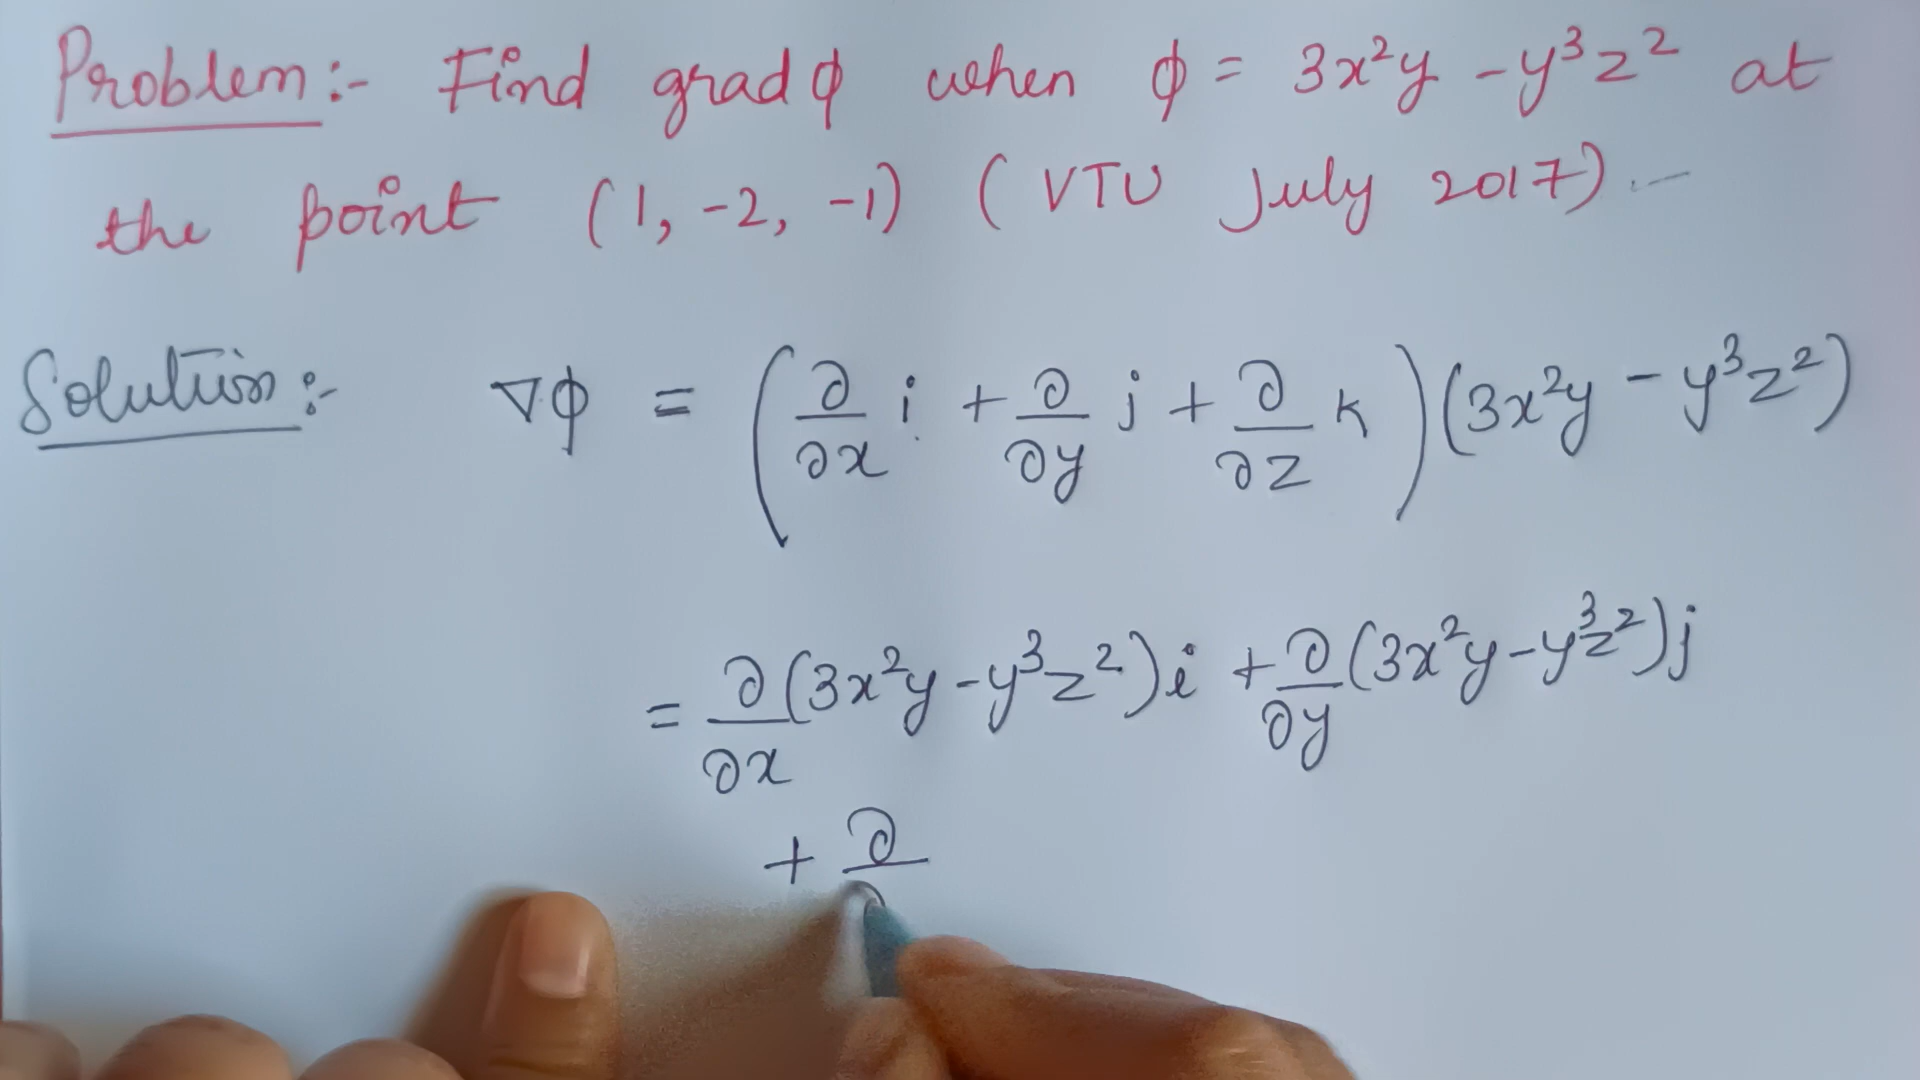 Problem:- Find grad ϕ when ϕ = 3x²y - y³z² at
the point (1, -2, -1) (VTU July 2017).
Solution:- ∇ϕ = (∂/∂x i + ∂/∂y j + ∂/∂z k)(3x²y - y³z²)
= ∂/∂x (3x²y - y³z²)i + ∂/∂y (3x²y - y³z²)j
+ ∂/